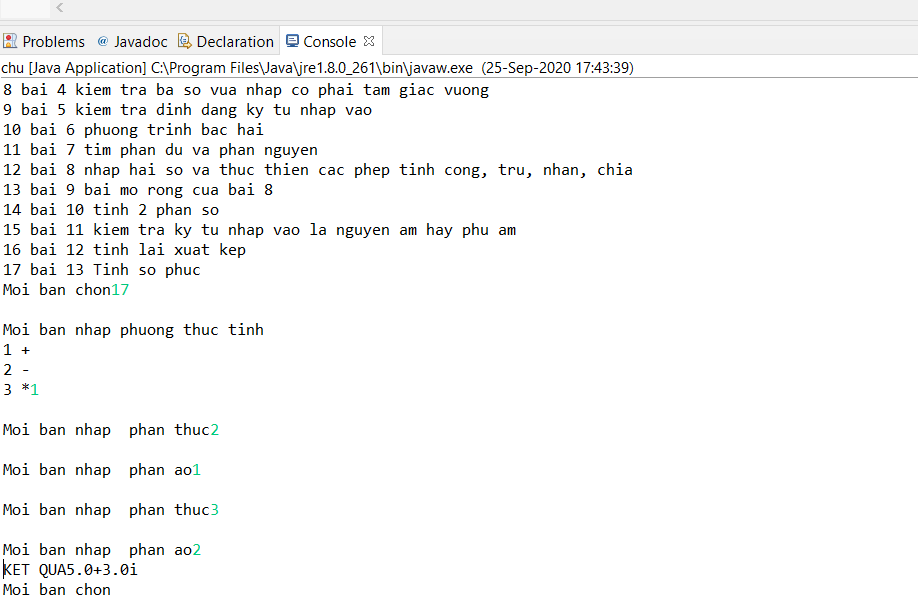 Problems @ Javadoc Declaration Console
chu [Java Application] C:\Program Files\Java\jre1.8.0_261\bin\javaw.exe (25-Sep-2020 17:43:39)
8 bai 4 kiem tra ba so vua nhap co phai tam giac vuong
9 bai 5 kiem tra dinh dang ky tu nhap vao
10 bai 6 phuong trinh bac hai
11 bai 7 tim phan du va phan nguyen
12 bai 8 nhap hai so va thuc thien cac phep tinh cong, tru, nhan, chia
13 bai 9 bai mo rong cua bai 8
14 bai 10 tinh 2 phan so
15 bai 11 kiem tra ky tu nhap vao la nguyen am hay phu am
16 bai 12 tinh lai xuat kep
17 bai 13 Tinh so phuc
Moi ban chon17
Moi ban nhap phuong thuc tinh
1 +
2 -
3 *1
Moi ban nhap  phan thuc2
Moi ban nhap  phan ao1
Moi ban nhap  phan thuc3
Moi ban nhap  phan ao2
KET QUA5.0+3.0i
Moi ban chon